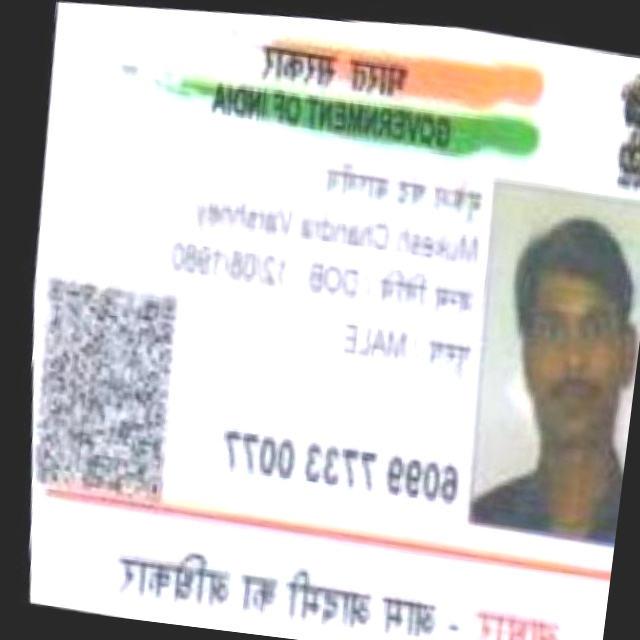 भारत सरकार
GOVERNMENT OF INDIA
मुकेश चंद्र वार्ष्णेय
Mukesh Chandra Varshney
जन्म तिथि / DOB 12/08/1980
पुरुष / MALE
6099 7733 0077
आधार - आम आदमी का अधिकार